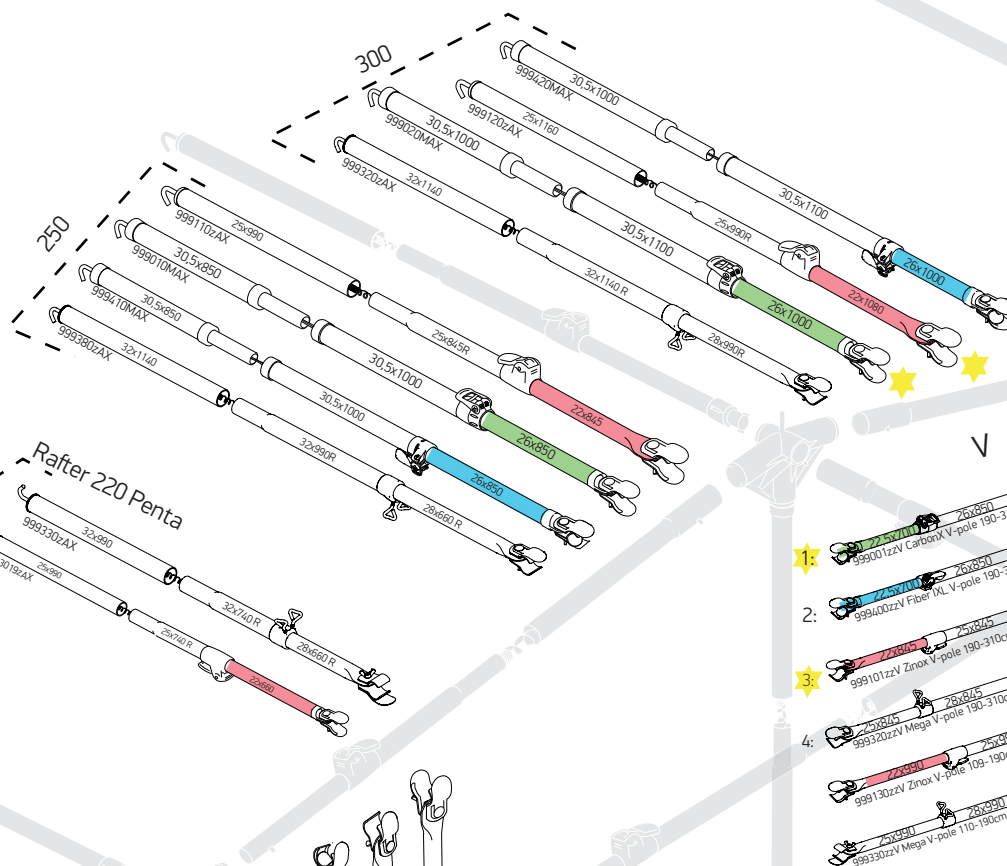 300
30,5x1000
999420MAX
25x1160
999120zAX
30,5x1000
999020MAX
32x1140
999320zAX
30,5x1100
25x990R
26x1000
30,5x1100
22x1080
32x1140 R
26x1000
28x990R
250
25x990
999110zAX
30,5x850
999010MAX
30,5x850
999410MAX
32x1140
999380zAX
25x845R
30,5x1000
22x845
30,5x1000
26x850
32x990R
26x850
28x660 R
Rafter 220 Penta
32x990
999330zAX
25x990
3019zAX
32x740 R
28x660 R
25x740 R
22x660
V
1:
22,5x700
26x850
999001zzV CarbonX V-pole 190-3
2:
22,5x700
26x850
999400zzV Fiber IXL V-pole 190-3
3:
22x845
25x845
999101zzV Zinox V-pole 190-310c
4:
25x845
28x845
999320zzV Mega V-pole 190-310c
22x990
25x99
999130zzV Zinox V-pole 109-190c
25x990
28x990
999330zzV Mega V-pole 110-190cm